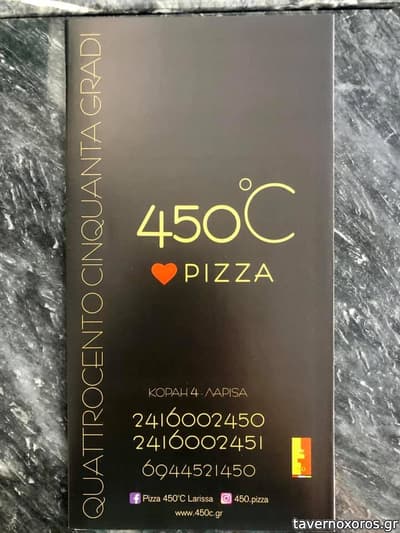 QUATTROCENTO CINQUANTA GRADI
450°C
PIZZA
ΚΟΡΑΗ 4 - ΛΑΡΙSΑ
2416002450
2416002451
6944521450
Pizza 450°C Larissa 450.pizza
www.450c.gr
tavernoxoros.gr